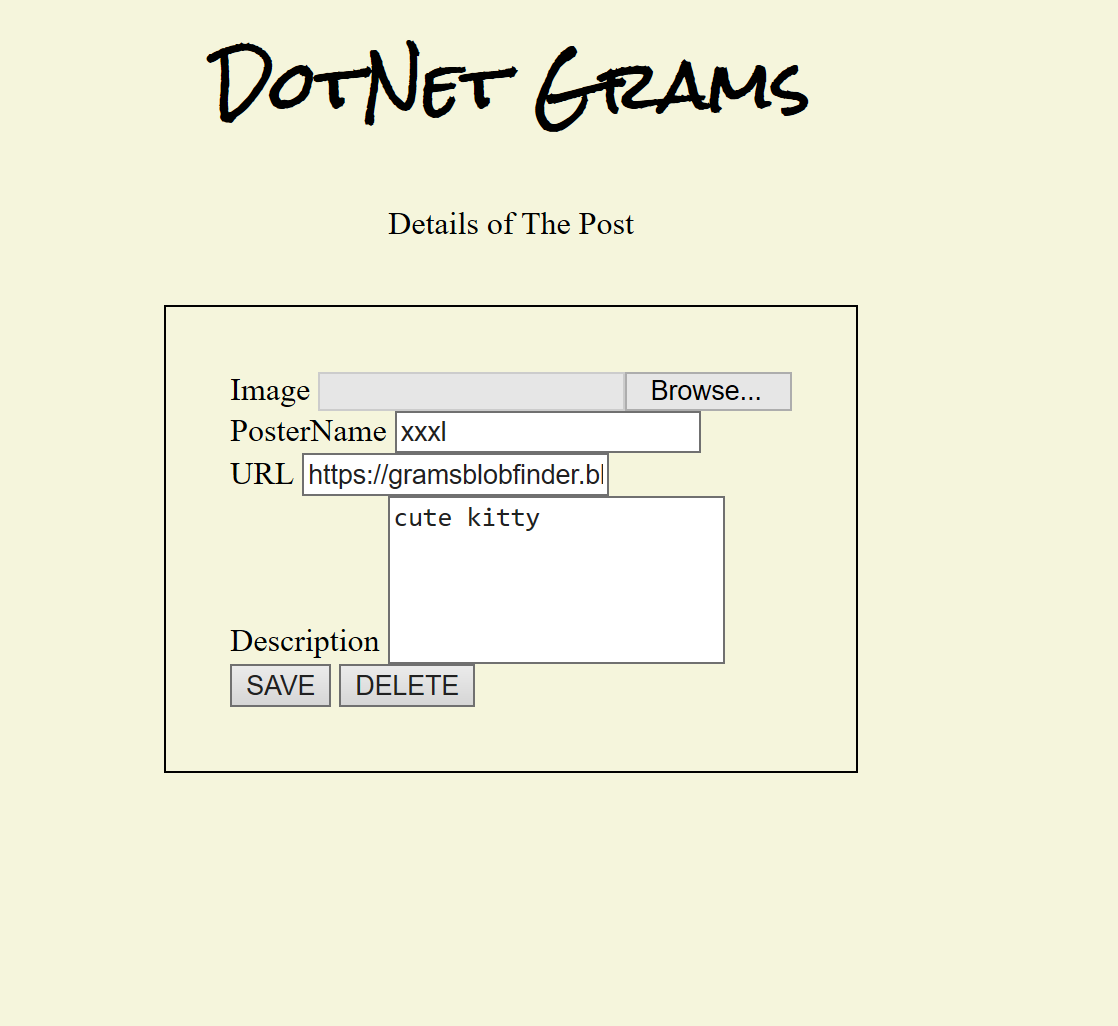 DotNet Grams
Details of The Post
Image Browse...
PosterName xxxl
URL https://gramsblobfinder.bl
cute kitty
Description
SAVE DELETE